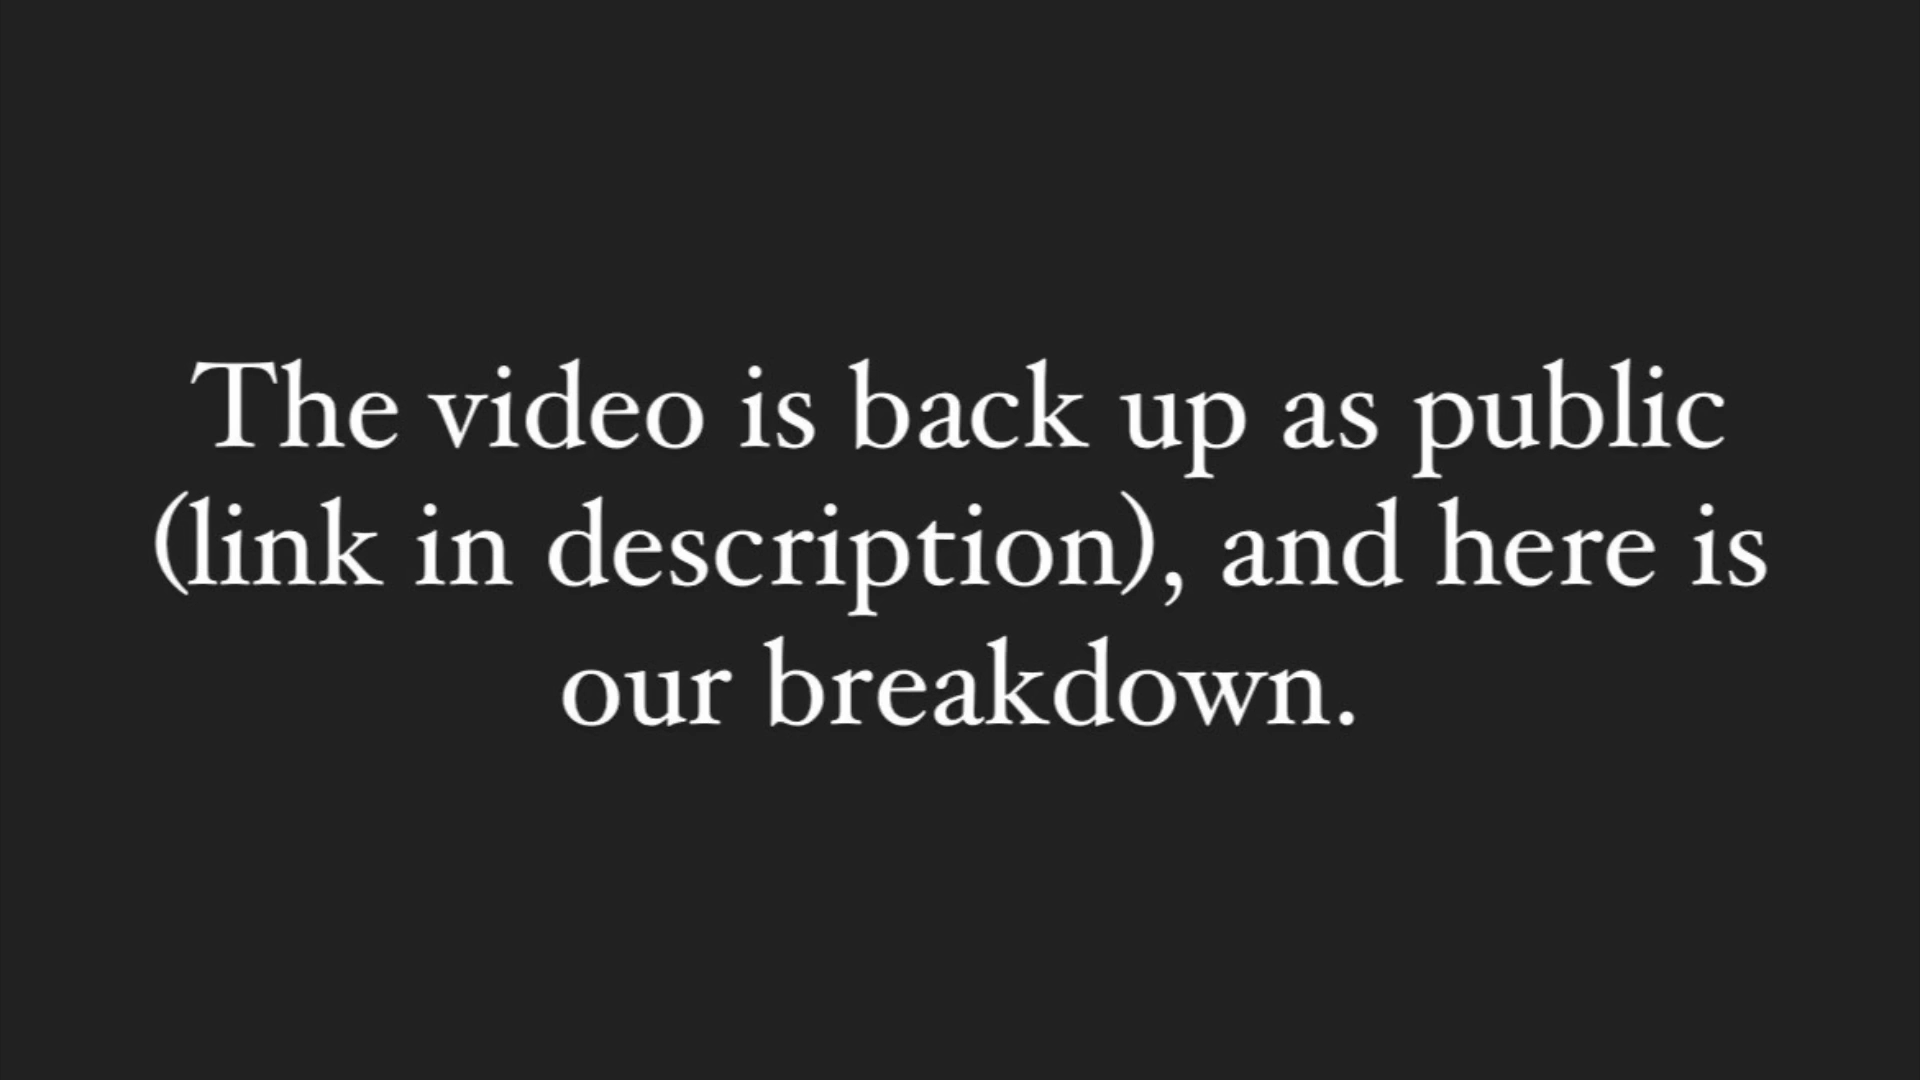 The video is back up as public
(link in description), and here is
our breakdown.